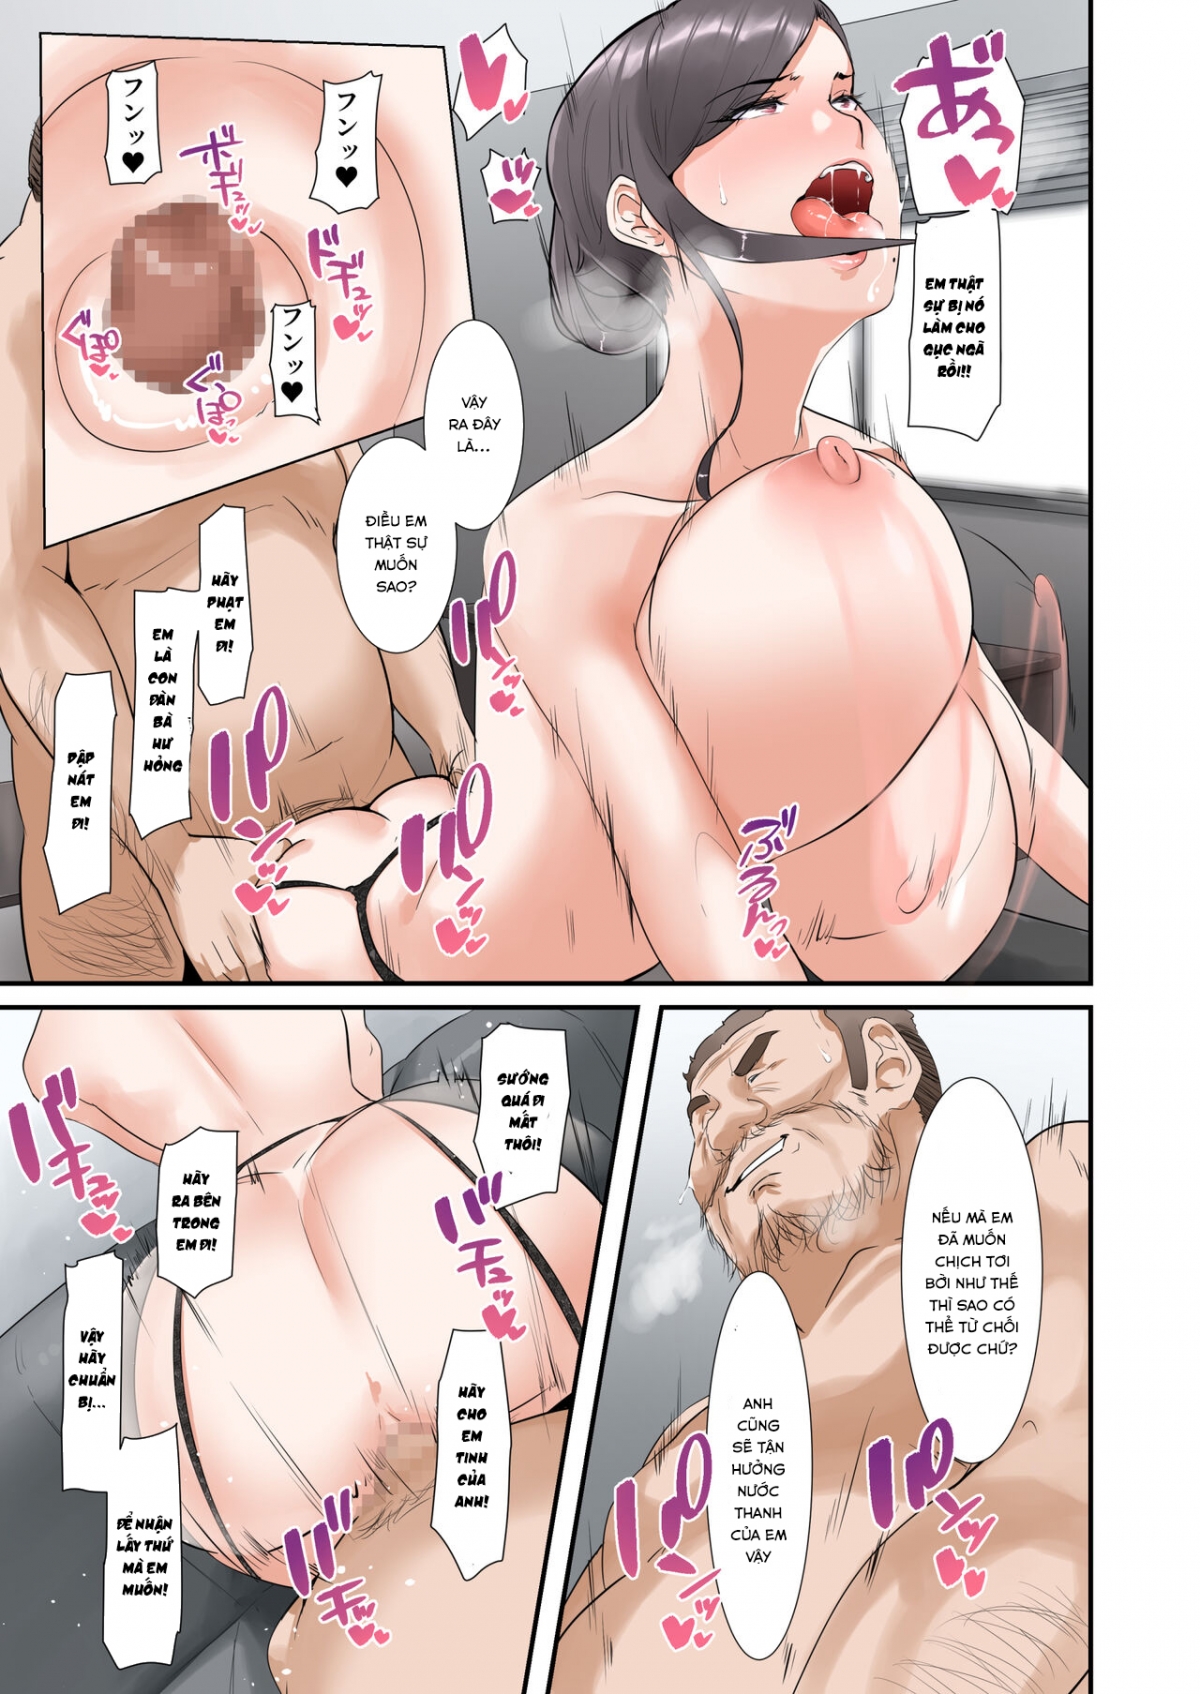 あっ
EM THẬT
SỰ BỊ NÓ
LÀM CHO
GỤC NGÃ
RỒI!!
フンッ♥
フンッ♥
フンッ♥
VẬY
RA ĐÂY
LÀ...
ĐIỀU EM
THẬT SỰ
MUỐN
SAO?
HÃY
PHẠT
EM
ĐI!
EM
LÀ
CON
ĐÀN
BÀ
HƯ
HỎNG
DẬP
NÁT
EM
ĐI!
NẾU MÀ EM
ĐÃ MUỐN
CHỊCH TƠI
BỜI NHƯ THẾ
THÌ SAO CÓ
THỂ TỪ CHỐI
ĐƯỢC CHỨ?
ANH
CŨNG
SẼ TẬN
HƯỞNG
NƯỚC
THANH
CỦA EM
VẬY
SƯỚNG
QUÁ ĐI
MẤT
THÔI!
HÃY
RA BÊN
TRONG
EM ĐI!
HÃY
CHO
EM
TINH
CỦA
ANH!
VẬY
HÃY
CHUẨN
BỊ...
ĐỂ NHẬN
LẤY THỨ
MÀ EM
MUỐN!